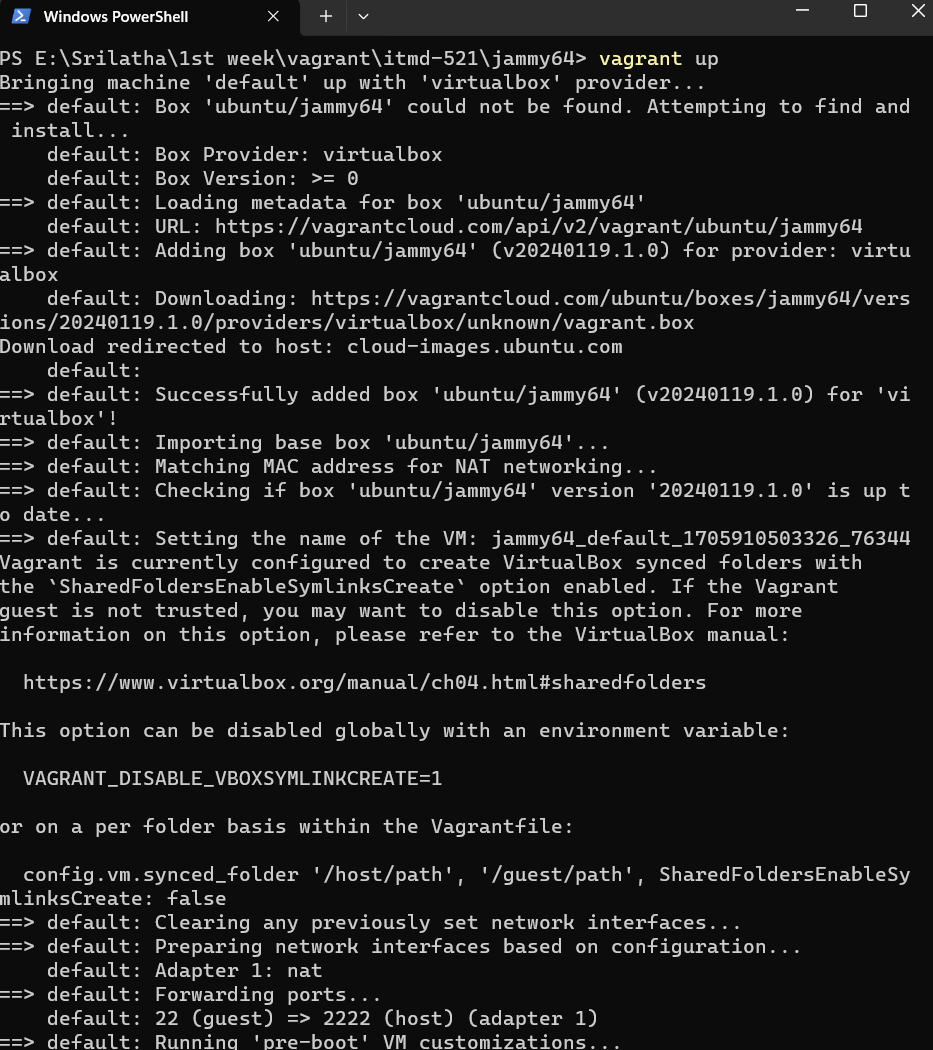 Windows PowerShell
PS E:\Srilatha\1st week\vagrant\itmd-521\jammy64> vagrant up
Bringing machine 'default' up with 'virtualbox' provider...
==> default: Box 'ubuntu/jammy64' could not be found. Attempting to find and
 install...
    default: Box Provider: virtualbox
    default: Box Version: >= 0
==> default: Loading metadata for box 'ubuntu/jammy64'
    default: URL: https://vagrantcloud.com/api/v2/vagrant/ubuntu/jammy64
==> default: Adding box 'ubuntu/jammy64' (v20240119.1.0) for provider: virtu
albox
    default: Downloading: https://vagrantcloud.com/ubuntu/boxes/jammy64/vers
ions/20240119.1.0/providers/virtualbox/unknown/vagrant.box
Download redirected to host: cloud-images.ubuntu.com
    default:
==> default: Successfully added box 'ubuntu/jammy64' (v20240119.1.0) for 'vi
rtualbox'!
==> default: Importing base box 'ubuntu/jammy64'...
==> default: Matching MAC address for NAT networking...
==> default: Checking if box 'ubuntu/jammy64' version '20240119.1.0' is up t
o date...
==> default: Setting the name of the VM: jammy64_default_1705910503326_76344
Vagrant is currently configured to create VirtualBox synced folders with
the `SharedFoldersEnableSymlinksCreate` option enabled. If the Vagrant
guest is not trusted, you may want to disable this option. For more
information on this option, please refer to the VirtualBox manual:

  https://www.virtualbox.org/manual/ch04.html#sharedfolders

This option can be disabled globally with an environment variable:

  VAGRANT_DISABLE_VBOXSYMLINKCREATE=1

or on a per folder basis within the Vagrantfile:

  config.vm.synced_folder '/host/path', '/guest/path', SharedFoldersEnableSy
mlinksCreate: false
==> default: Clearing any previously set network interfaces...
==> default: Preparing network interfaces based on configuration...
    default: Adapter 1: nat
==> default: Forwarding ports...
    default: 22 (guest) => 2222 (host) (adapter 1)
==> default: Running 'pre-boot' VM customizations...